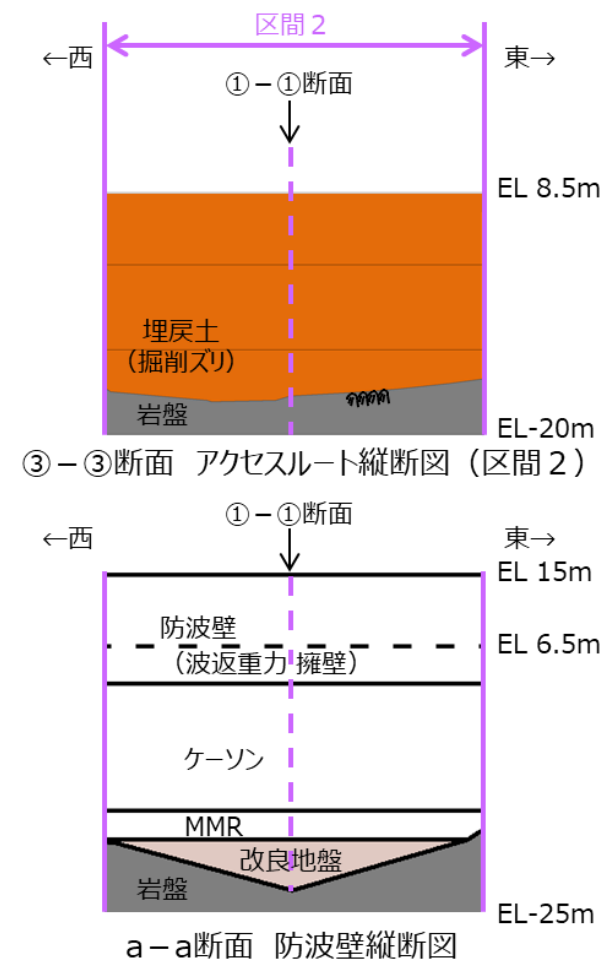 区間2
←西
東→
①-①断面
EL 8.5m
埋戻土
(掘削ズリ)
岩盤
EL-20m
③-③断面 アクセスルート縦断図(区間2)
①-①断面
←西
東→
EL 15m
防波壁
EL 6.5m
(波返重力 擁壁)
ケーソン
MMR
改良地盤
岩盤
EL-25m
a-a断面 防波壁縦断図